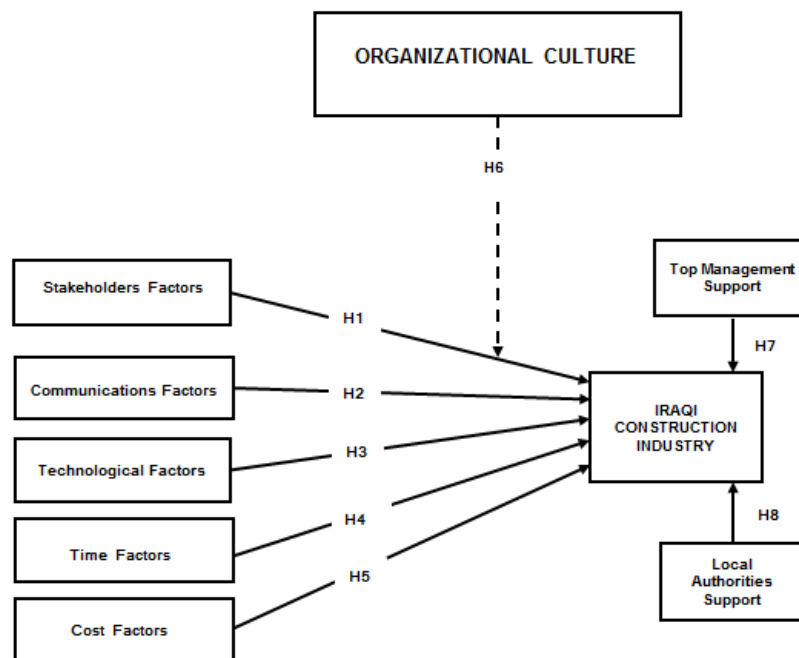 ORGANIZATIONAL CULTURE
H6
Stakeholders Factors
Top Management
Support
H1
H7
Communications Factors
H2
IRAQI
CONSTRUCTION
INDUSTRY
Technological Factors
H3
H4
H8
Time Factors
H5
Local
Authorities
Support
Cost Factors